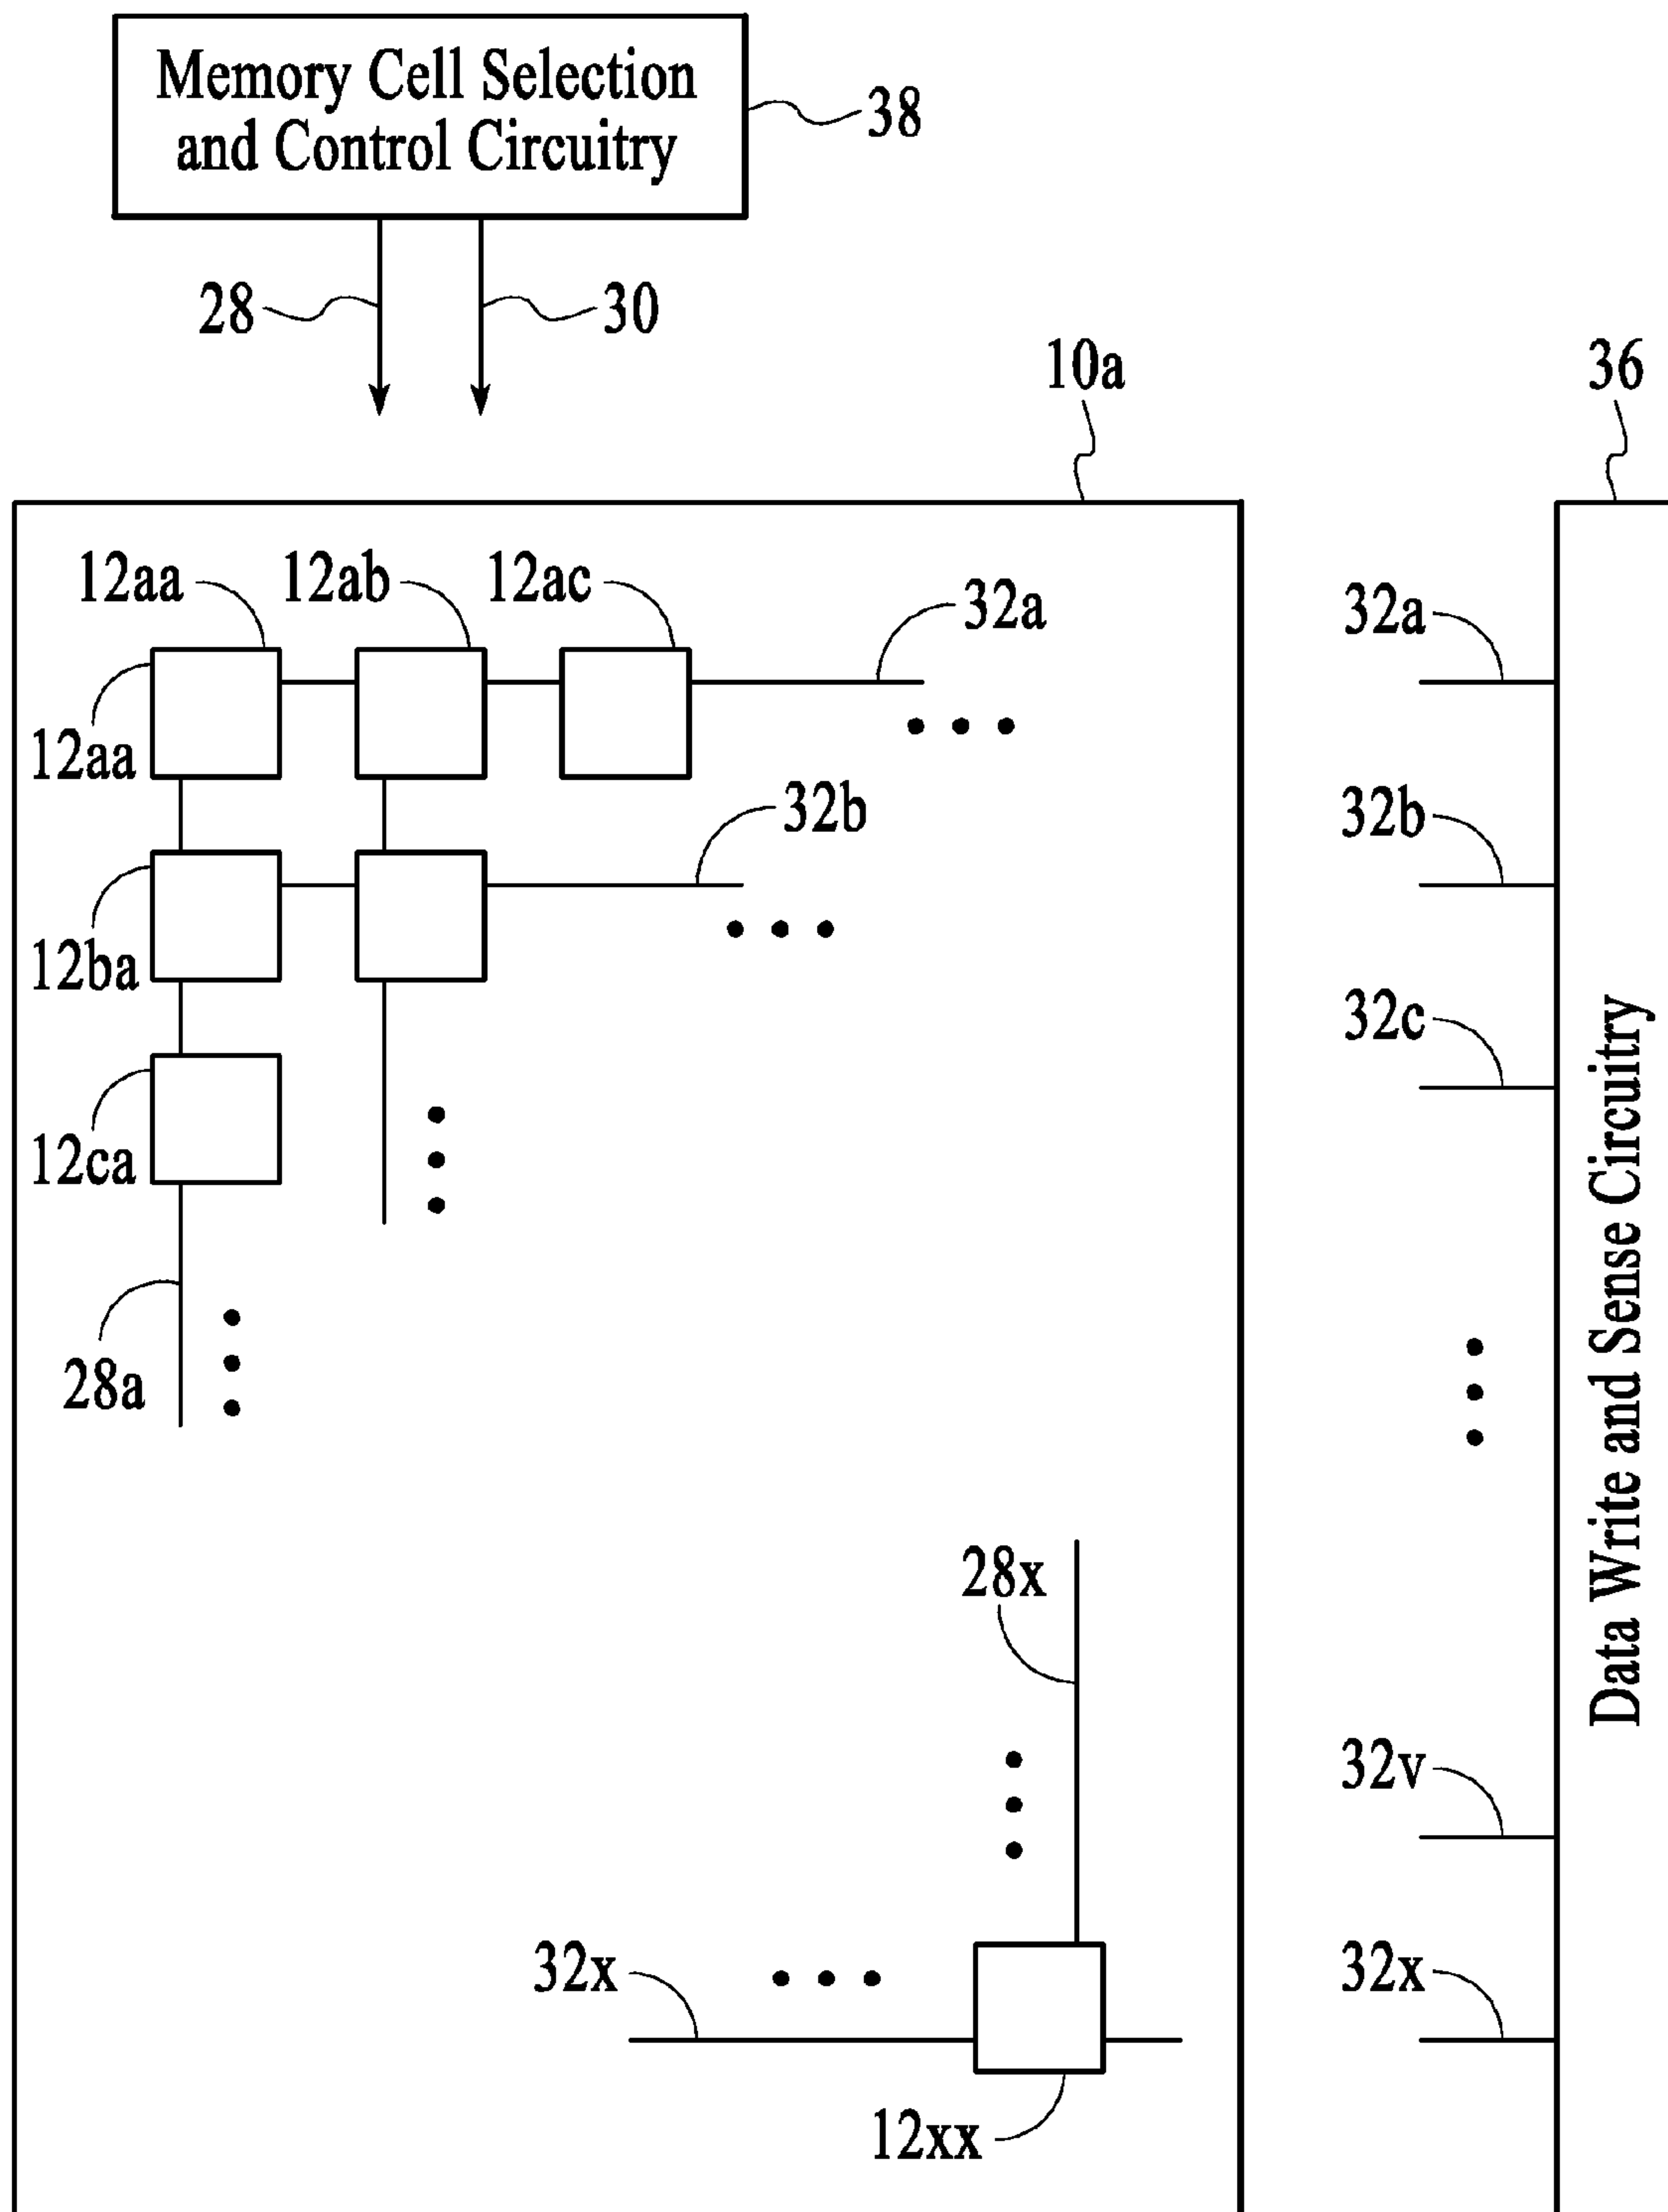 Memory Cell Selection
and Control Circuitry
38
28
30
10a
36
12aa
12ab
12ac
32a
32a
12aa
32b
32b
12ba
32c
12ca
28a
Data Write and Sense Circuitry
28x
32v
32x
32x
12xx